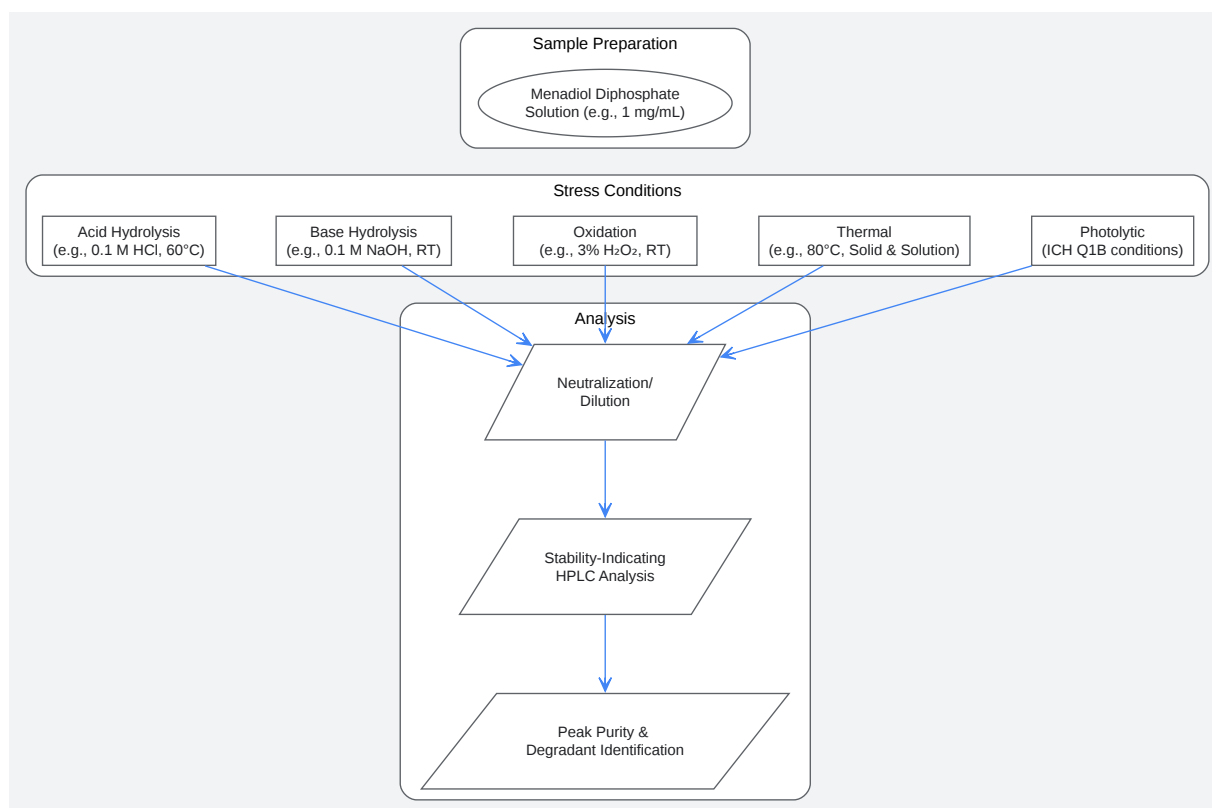 Sample Preparation
Menadiol Diphosphate
Solution (e.g., 1 mg/mL)
Stress Conditions
Acid Hydrolysis
(e.g., 0.1 M HCl, 60°C)
Base Hydrolysis
(e.g., 0.1 M NaOH, RT)
Oxidation
(e.g., 3% H₂O₂, RT)
Thermal
(e.g., 80°C, Solid & Solution)
Photolytic
(ICH Q1B conditions)
Analysis
Neutralization/
Dilution
Stability-Indicating
HPLC Analysis
Peak Purity &
Degradant Identification